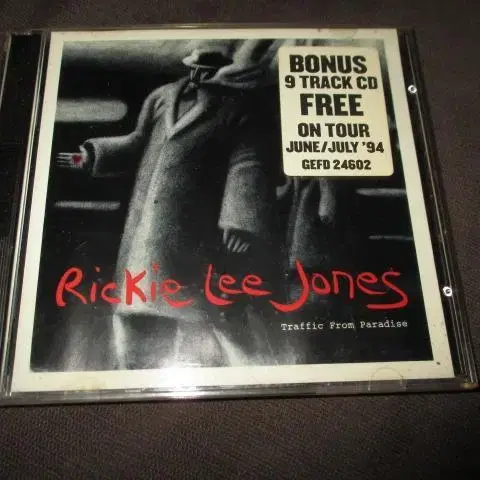 BONUS
9 TRACK CD
FREE
ON TOUR
JUNE/JULY '94
GEFD 24602
Rickie Lee Jones
Traffic From Paradise